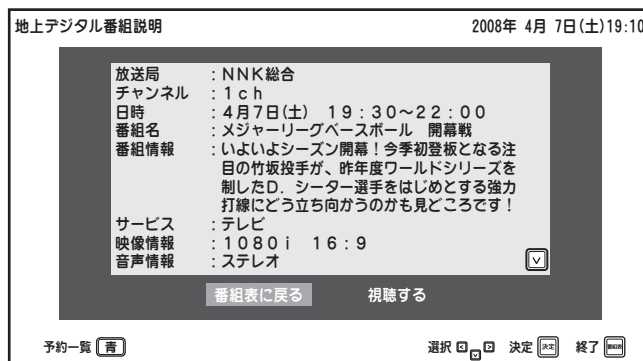 地上デジタル番組説明 2008年 4月 7日(土)19:10
放送局 :NNK総合
チャンネル :1ch
日時 :4月7日(土) 19:30〜22:00
番組名 :メジャーリーグベースボール 開幕戦
番組情報 :いよいよシーズン開幕!今季初登板となる注
目の竹坂投手が、昨年度ワールドシリーズを
制したD.シーター選手をはじめとする強力
打線にどう立ち向かうのかも見どころです!
サービス :テレビ
映像情報 :1080i 16:9
音声情報 :ステレオ
番組表に戻る 視聴する
予約一覧 青 選択 決定 決定 終了 番組表